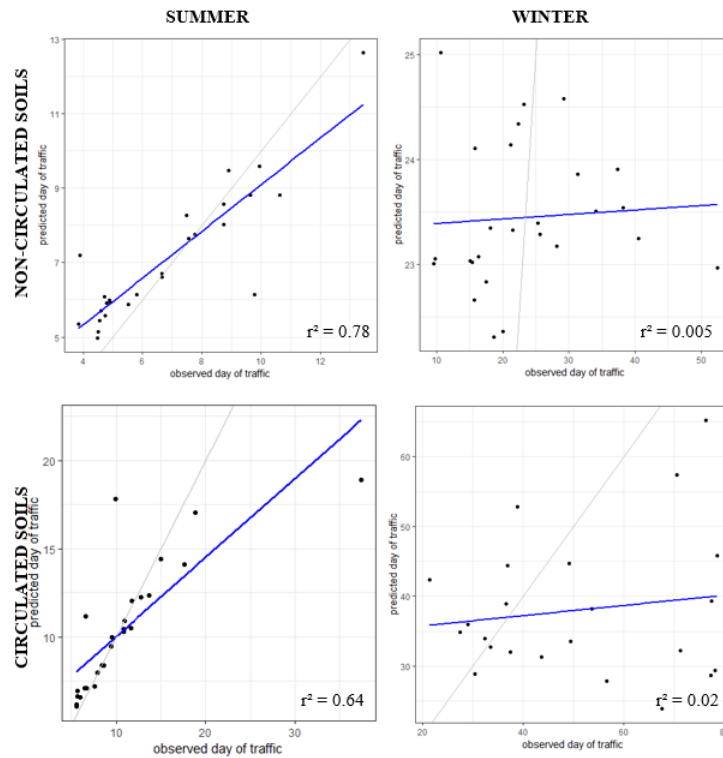 SUMMER
WINTER
NON-CIRCULATED SOILS
predicted day of traffic
13
11
9
7
5
4
6
8
10
12
observed day of traffic
r² = 0.78
predicted day of traffic
25
24
23
10
20
30
40
50
observed day of traffic
r² = 0.005
CIRCULATED SOILS
predicted day of traffic
20
15
10
10
20
30
observed day of traffic
r² = 0.64
predicted day of traffic
60
50
40
30
20
40
60
80
observed day of traffic
r² = 0.02